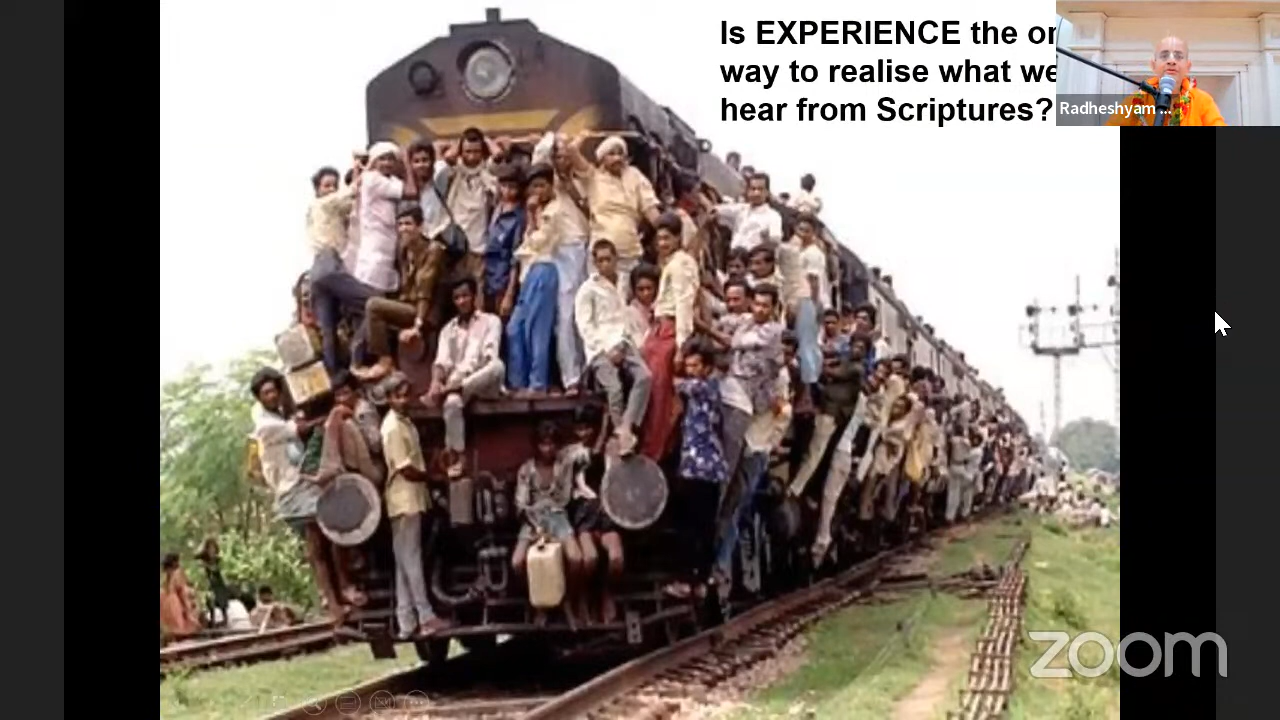 Is EXPERIENCE the
way to realise what we
hear from Scriptures?
Radheshyam ...
zoom